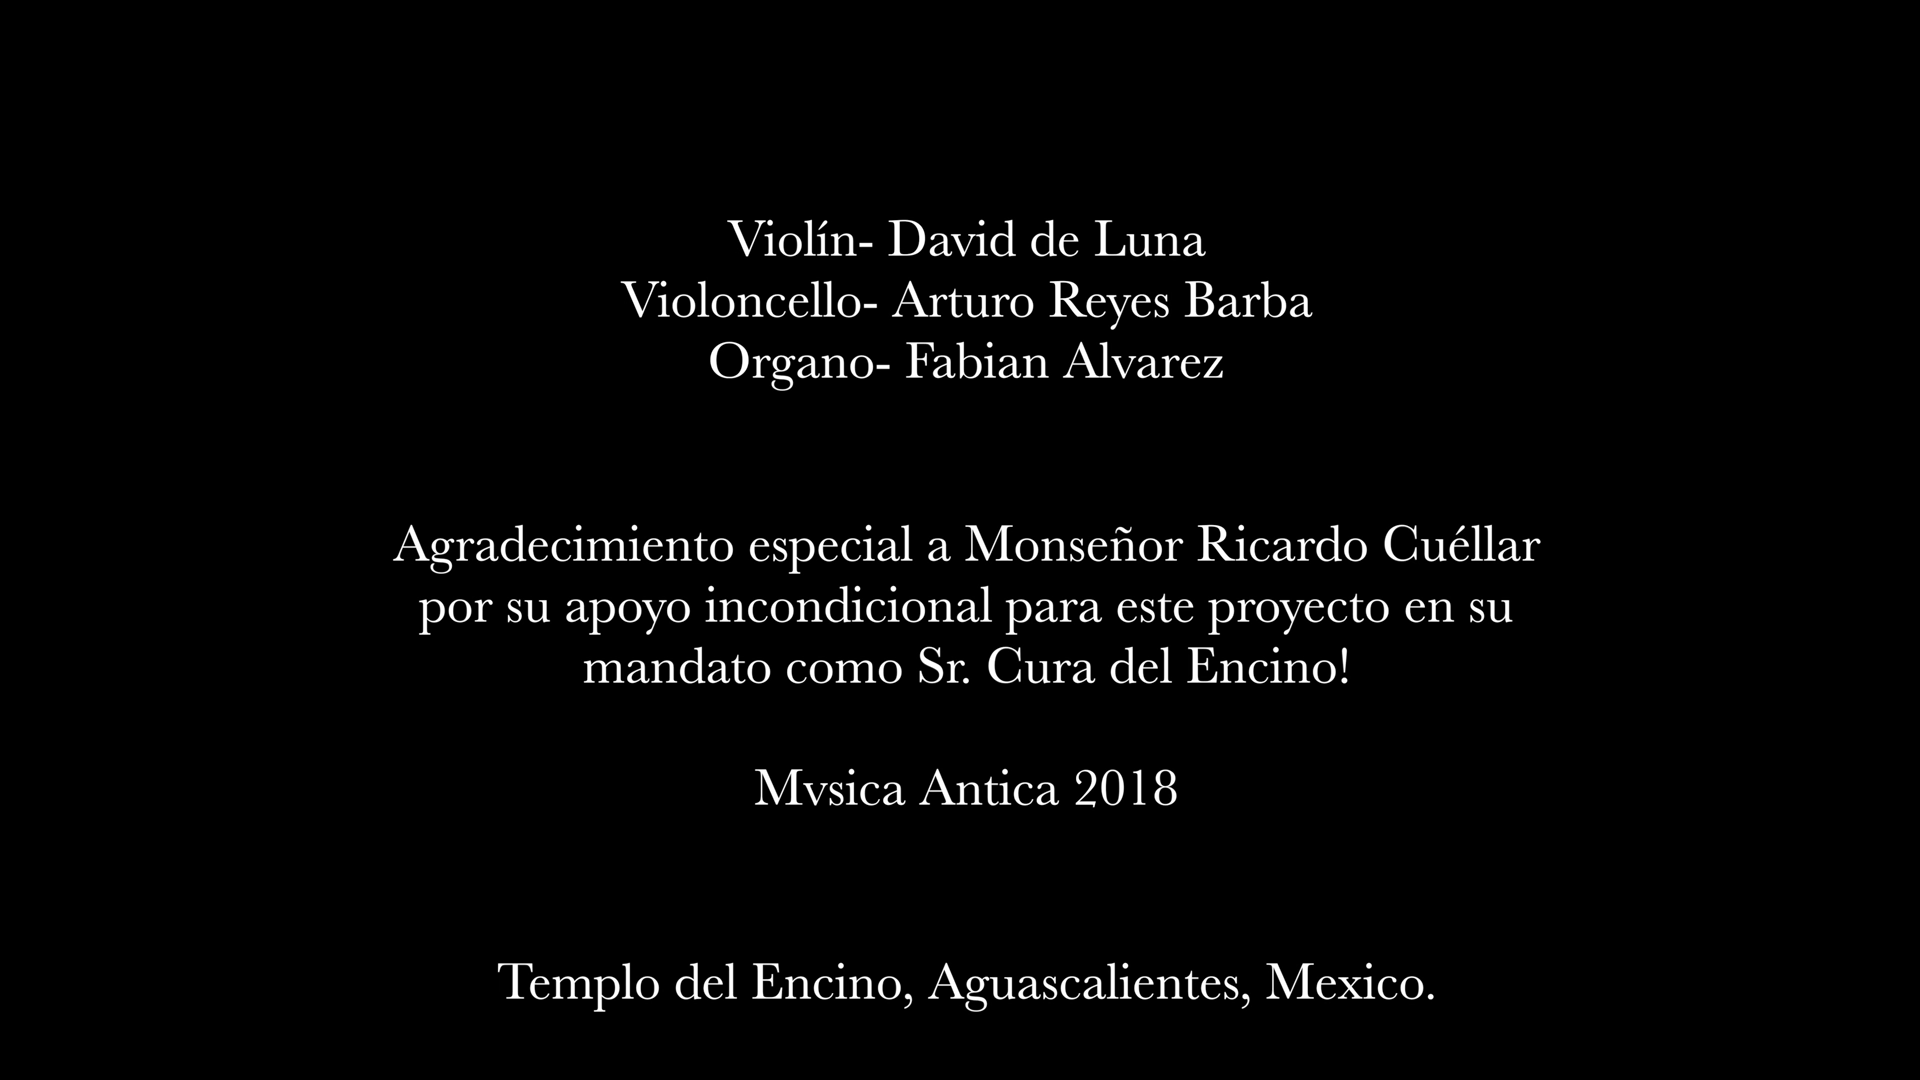 Violín- David de Luna
Violoncello- Arturo Reyes Barba
Organo- Fabian Alvarez
Agradecimiento especial a Monseñor Ricardo Cuéllar
por su apoyo incondicional para este proyecto en su
mandato como Sr. Cura del Encino!
Mvsica Antica 2018
Templo del Encino, Aguascalientes, Mexico.